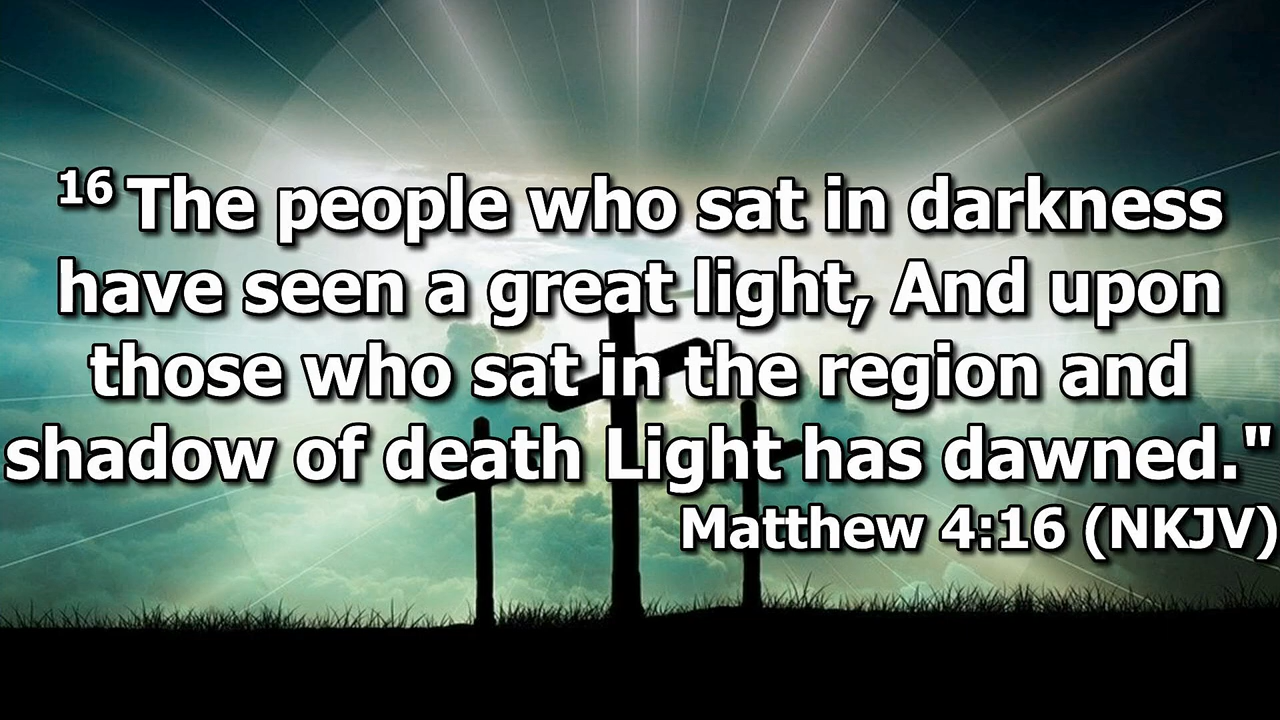 16 The people who sat in darkness
have seen a great light, And upon
those who sat in the region and
shadow of death Light has dawned."
Matthew 4:16 (NKJV)